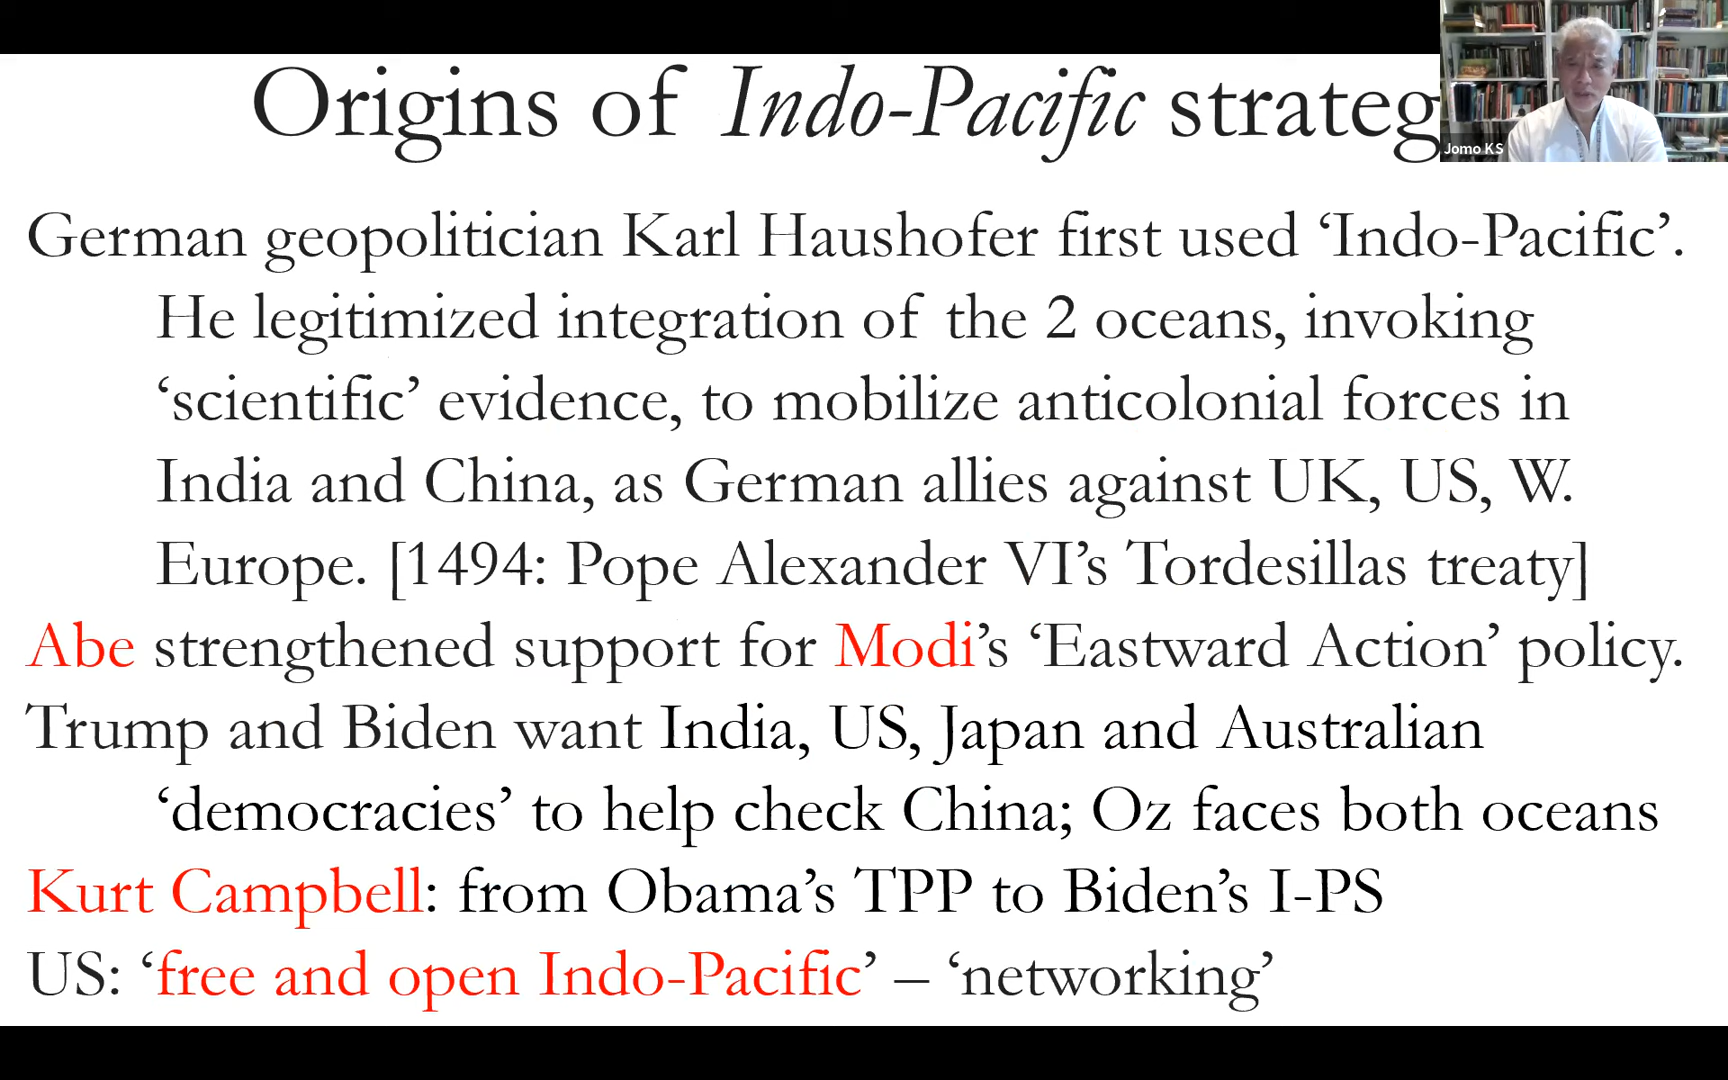 Origins of Indo-Pacific strateg
Jomo KS
German geopolitician Karl Haushofer first used ‘Indo-Pacific’.
He legitimized integration of the 2 oceans, invoking
‘scientific’ evidence, to mobilize anticolonial forces in
India and China, as German allies against UK, US, W.
Europe. [1494: Pope Alexander VI’s Tordesillas treaty]
Abe strengthened support for Modi’s ‘Eastward Action’ policy.
Trump and Biden want India, US, Japan and Australian
‘democracies’ to help check China; Oz faces both oceans
Kurt Campbell: from Obama’s TPP to Biden’s I-PS
US: ‘free and open Indo-Pacific’ – ‘networking’